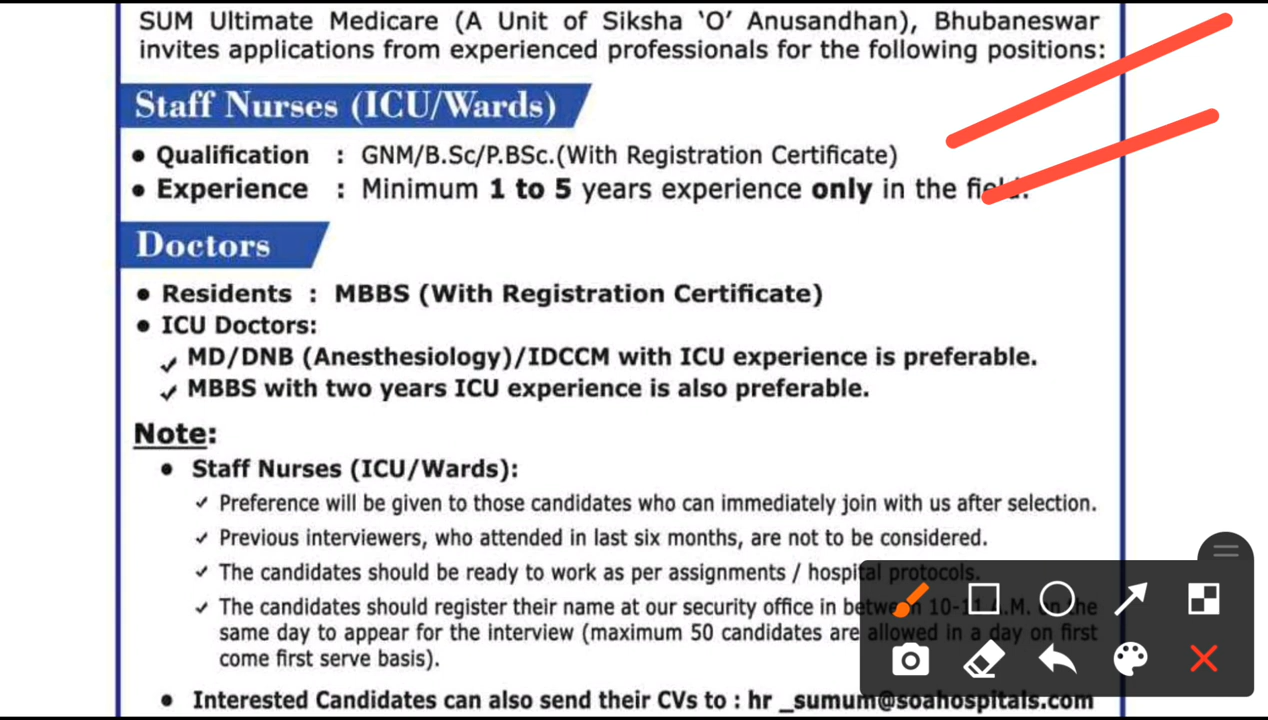 SUM Ultimate Medicare (A Unit of Siksha ‘O’ Anusandhan), Bhubaneswar
invites applications from experienced professionals for the following positions:
Staff Nurses (ICU/Wards)
• Qualification : GNM/B.Sc/P.BSc.(With Registration Certificate)
• Experience : Minimum 1 to 5 years experience only in the field.
Doctors
• Residents : MBBS (With Registration Certificate)
• ICU Doctors:
✓ MD/DNB (Anesthesiology)/IDCCM with ICU experience is preferable.
✓ MBBS with two years ICU experience is also preferable.
Note:
• Staff Nurses (ICU/Wards):
✓ Preference will be given to those candidates who can immediately join with us after selection.
✓ Previous interviewers, who attended in last six months, are not to be considered.
✓ The candidates should be ready to work as per assignments / hospital protocols.
✓ The candidates should register their name at our security office in between 10-11 A.M. on the
same day to appear for the interview (maximum 50 candidates are allowed in a day on first
come first serve basis).
• Interested Candidates can also send their CVs to : hr _sumum@soahospitals.com